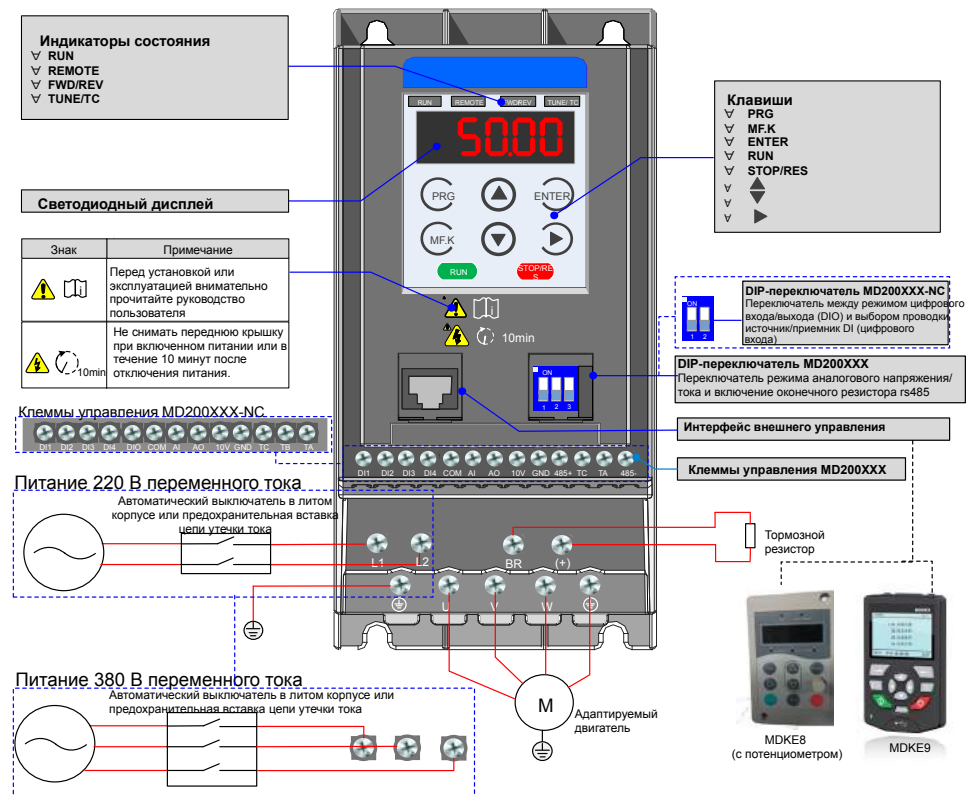 Индикаторы состояния
∀ RUN
∀ REMOTE
∀ FWD/REV
∀ TUNE/TC
Светодиодный дисплей
Знак Примечание
Перед установкой или
эксплуатацией внимательно
прочитайте руководство
пользователя
10min
Не снимать переднюю крышку
при включенном питании или в
течение 10 минут после
отключения питания.
RUN REMOTE FWDREV TUNE/ TC
50.00
PRG
ENTER
MF.K
RUN
STOP/RE
S
10min
ON
1 2 3
Клавиши
∀ PRG
∀ MF.K
∀ ENTER
∀ RUN
∀ STOP/RES
∀
∀
∀
ON
1 2
DIP-переключатель MD200XXX-NC
Переключатель между режимом цифрового
входа/выхода (DIO) и выбором проводки
источник/приемник DI (цифрового
входа)
DIP-переключатель MD200XXX
Переключатель режима аналогового напряжения/
тока и включение оконечного резистора rs485
Интерфейс внешнего управления
Клеммы управления MD200XXX
Клеммы управления MD200XXX-NC
DI1 DI2 DI3 DI4 DIO COM AI AO 10V GND TC TB TA
DI1 DI2 DI3 DI4 COM AI AO 10V GND 485+ TC TA 485-
Питание 220 В переменного тока
Автоматический выключатель в литом
корпусе или предохранительная вставка
цепи утечки тока
L1 L2 BR (+)
U V W
Тормозной
резистор
Питание 380 В переменного тока
Автоматический выключатель в литом корпусе или
предохранительная вставка цепи утечки тока
M
Адаптируемый
двигатель
MDKE8
(с потенциометром)
MDKE9